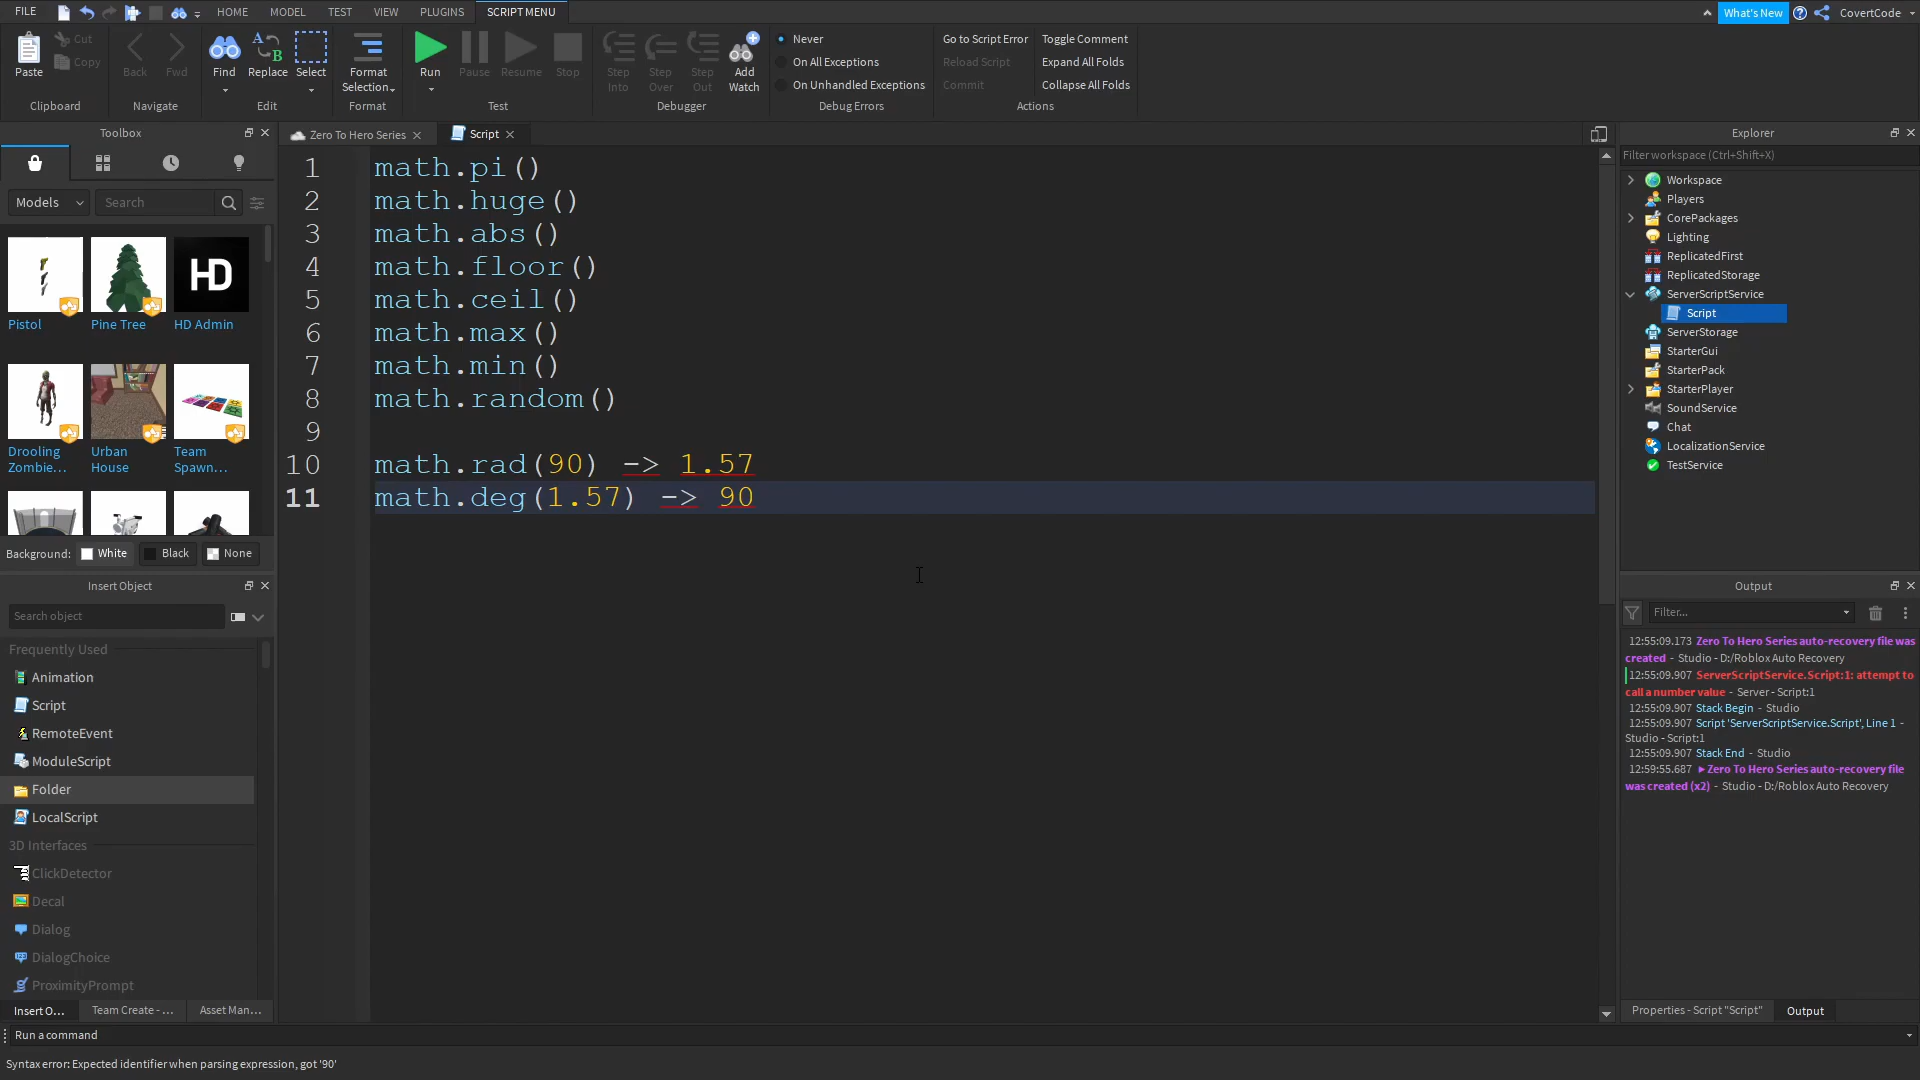 FILE
HOME
MODEL
TEST
VIEW
PLUGINS
SCRIPT MENU
What's New
CovertCode
Paste
Cut
Copy
Clipboard
Back
Fwd
Navigate
Find
Replace
Select
Edit
Format
Selection
Format
Run
Pause
Resume
Stop
Test
Step
Into
Step
Over
Step
Out
Add
Watch
Debugger
Never
On All Exceptions
On Unhandled Exceptions
Debug Errors
Go to Script Error
Reload Script
Commit
Toggle Comment
Expand All Folds
Collapse All Folds
Actions
Toolbox
Models
Search
HD
Pistol
Pine Tree
HD Admin
Drooling
Zombie...
Urban
House
Team
Spawn...
Background:
White
Black
None
Insert Object
Search object
Frequently Used
Animation
Script
RemoteEvent
ModuleScript
Folder
LocalScript
3D Interfaces
ClickDetector
Decal
Dialog
DialogChoice
ProximityPrompt
Insert O...
Team Create - ...
Asset Man...
Zero To Hero Series
Script
1 math.pi()
2 math.huge()
3 math.abs()
4 math.floor()
5 math.ceil()
6 math.max()
7 math.min()
8 math.random()
9
10 math.rad(90) -> 1.57
11 math.deg(1.57) -> 90
Explorer
Filter workspace (Ctrl+Shift+X)
Workspace
Players
CorePackages
Lighting
ReplicatedFirst
ReplicatedStorage
ServerScriptService
Script
ServerStorage
StarterGui
StarterPack
StarterPlayer
SoundService
Chat
LocalizationService
TestService
Output
Filter...
12:55:09.173 Zero To Hero Series auto-recovery file was
created - Studio - D:/Roblox Auto Recovery
12:55:09.907 ServerScriptService.Script:1: attempt to
call a number value - Server - Script:1
12:55:09.907 Stack Begin - Studio
12:55:09.907 Script 'ServerScriptService.Script', Line 1 -
Studio - Script:1
12:55:09.907 Stack End - Studio
12:59:55.687 ►Zero To Hero Series auto-recovery file
was created (x2) - Studio - D:/Roblox Auto Recovery
Properties - Script "Script"
Output
Run a command
Syntax error: Expected identifier when parsing expression, got '90'